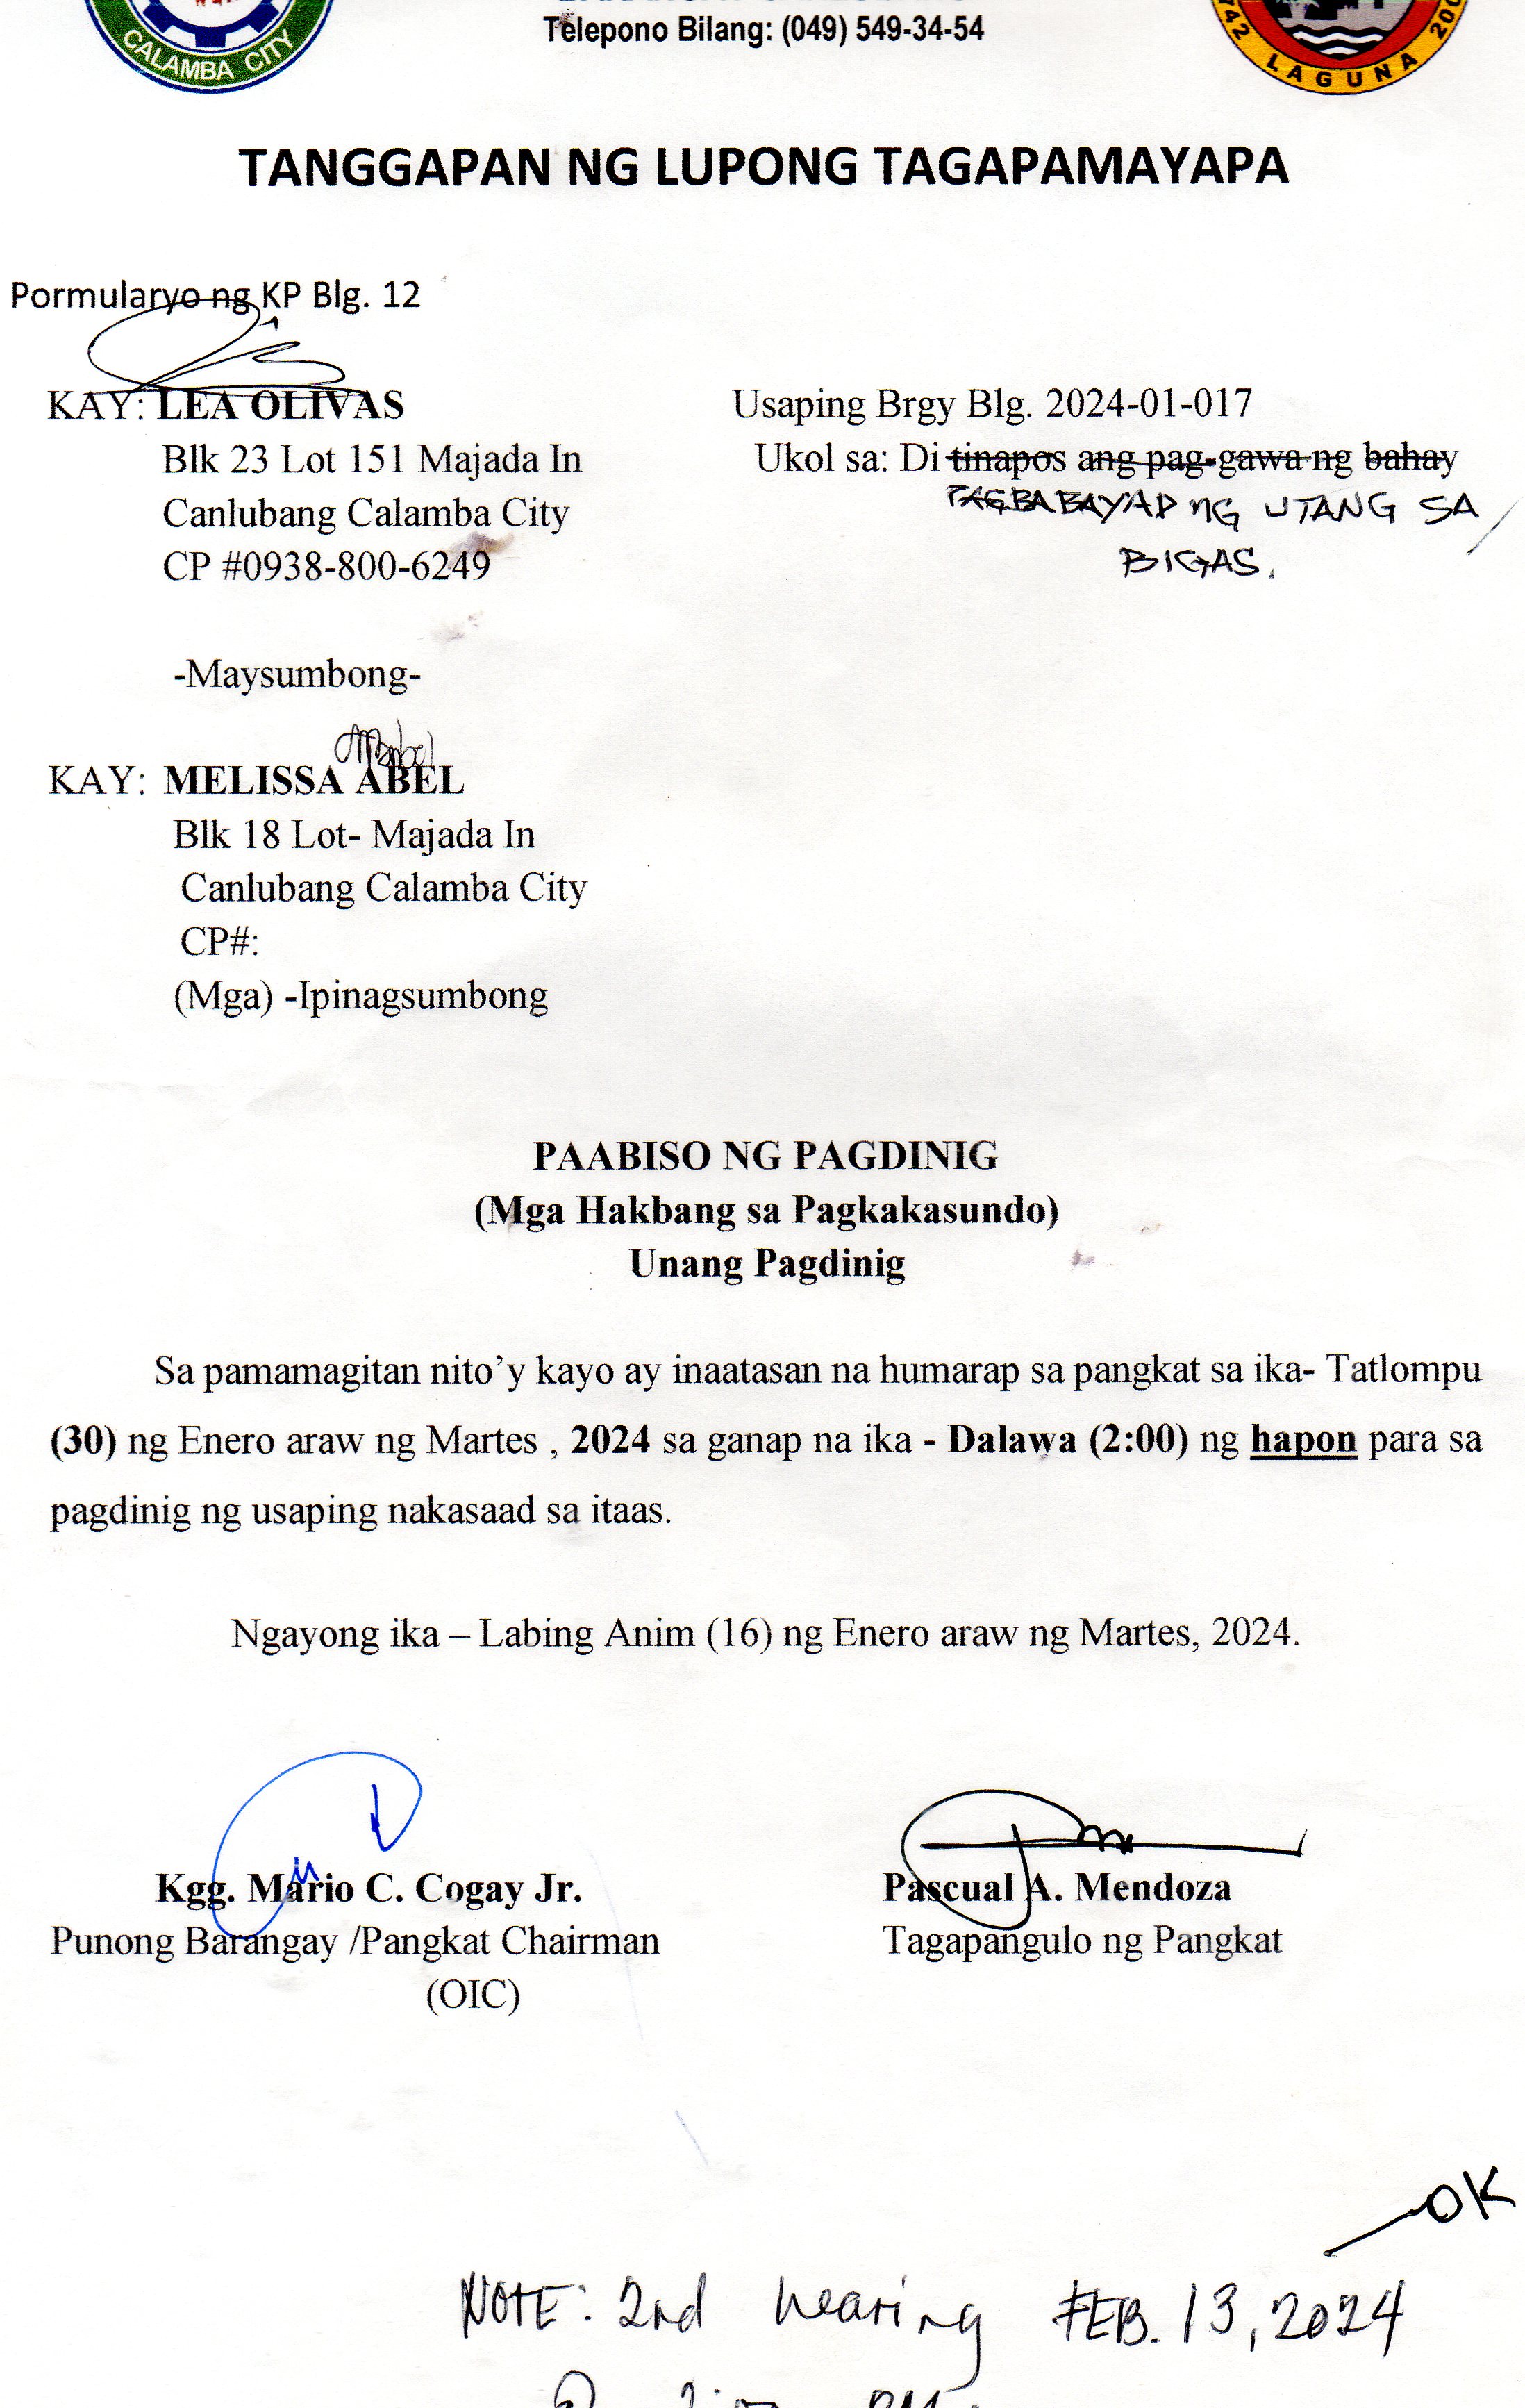 CALAMBA CITY
Telepono Bilang: (049) 549-34-54
742 LAGUNA 200
TANGGAPAN NG LUPONG TAGAPAMAYAPA
Pormularyo ng KP Blg. 12
KAY: LEA OLIVAS
Usaping Brgy Blg. 2024-01-017
Blk 23 Lot 151 Majada In
Ukol sa: Di tinapos ang pag-gawa ng bahay
Canlubang Calamba City
PAGBABAYAD NG UTANG SA
CP #0938-800-6249
BIGAS.
-Maysumbong-
KAY: MELISSA ABEL
Blk 18 Lot- Majada In
Canlubang Calamba City
CP#:
(Mga) -Ipinagsumbong
PAABISO NG PAGDINIG
(Mga Hakbang sa Pagkakasundo)
Unang Pagdinig
Sa pamamagitan nito’y kayo ay inaatasan na humarap sa pangkat sa ika- Tatlompu
(30) ng Enero araw ng Martes , 2024 sa ganap na ika - Dalawa (2:00) ng hapon para sa
pagdinig ng usaping nakasaad sa itaas.
Ngayong ika – Labing Anim (16) ng Enero araw ng Martes, 2024.
Kgg. Mario C. Cogay Jr.
Pascual A. Mendoza
Punong Barangay /Pangkat Chairman
Tagapangulo ng Pangkat
(OIC)
OK
NOTE: 2nd hearing FEB. 13, 2024